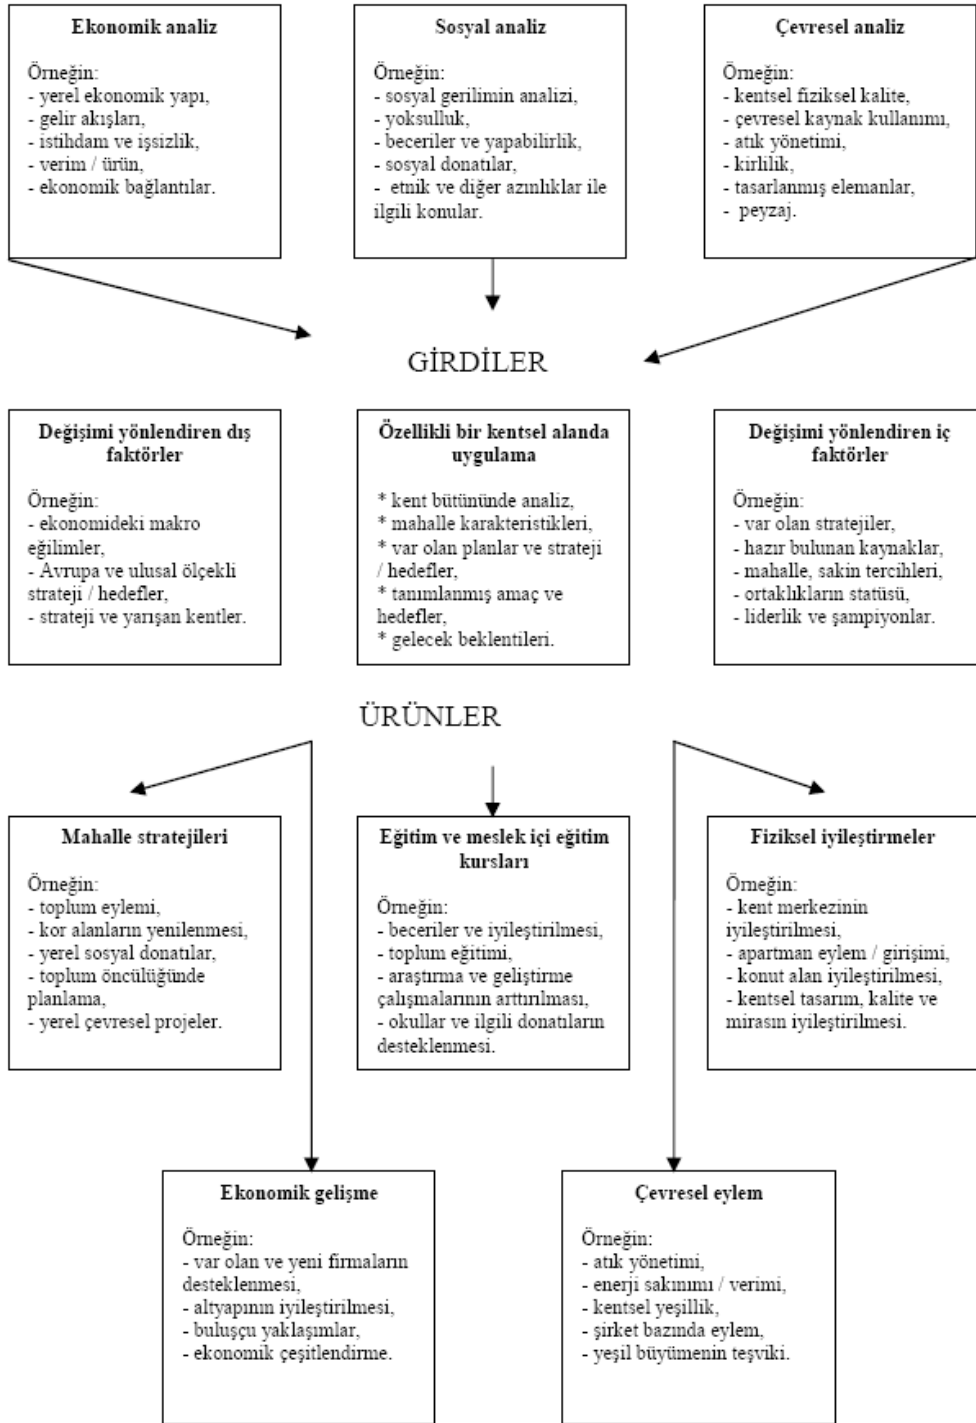 Ekonomik analiz
Örneğin:
- yerel ekonomik yapı,
- gelir akışları,
- istihdam ve işsizlik,
- verim / ürün,
- ekonomik bağlantılar.
Sosyal analiz
Örneğin:
- sosyal gerilimin analizi,
- yoksulluk,
- beceriler ve yapabilirlik,
- sosyal donatılar,
- etnik ve diğer azınlıklar ile
ilgili konular.
Çevresel analiz
Örneğin:
- kentsel fiziksel kalite,
- çevresel kaynak kullanımı,
- atık yönetimi,
- kirlilik,
- tasarlanmış elemanlar,
- peyzaj.
GİRDİLER
Değişimi yönlendiren dış
faktörler
Örneğin:
- ekonomideki makro
eğilimler,
- Avrupa ve ulusal ölçekli
strateji / hedefler,
- strateji ve yarışan kentler.
Özellikli bir kentsel alanda
uygulama
* kent bütününde analiz,
* mahalle karakteristikleri,
* var olan planlar ve strateji
/ hedefler,
* tanımlanmış amaç ve
hedefler,
* gelecek beklentileri.
Değişimi yönlendiren iç
faktörler
Örneğin:
- var olan stratejiler,
- hazır bulunan kaynaklar,
- mahalle, sakin tercihleri,
- ortaklıkların statüsü,
- liderlik ve şampiyonlar.
ÜRÜNLER
Mahalle stratejileri
Örneğin:
- toplum eylemi,
- kor alanların yenilenmesi,
- yerel sosyal donatılar,
- toplum öncülüğünde
planlama,
- yerel çevresel projeler.
Eğitim ve meslek içi eğitim
kursları
Örneğin:
- beceriler ve iyileştirilmesi,
- toplum eğitimi,
- araştırma ve geliştirme
çalışmalarının arttırılması,
- okullar ve ilgili donatıların
desteklenmesi.
Fiziksel iyileştirmeler
Örneğin:
- kent merkezinin
iyileştirilmesi,
- apartman eylem / girişimi,
- konut alan iyileştirilmesi,
- kentsel tasarım, kalite ve
mirasın iyileştirilmesi.
Ekonomik gelişme
Örneğin:
- var olan ve yeni firmaların
desteklenmesi,
- altyapının iyileştirilmesi,
- buluşçu yaklaşımlar,
- ekonomik çeşitlendirme.
Çevresel eylem
Örneğin:
- atık yönetimi,
- enerji sakınımı / verimi,
- kentsel yeşillik,
- şirket bazında eylem,
- yeşil büyümenin teşviki.